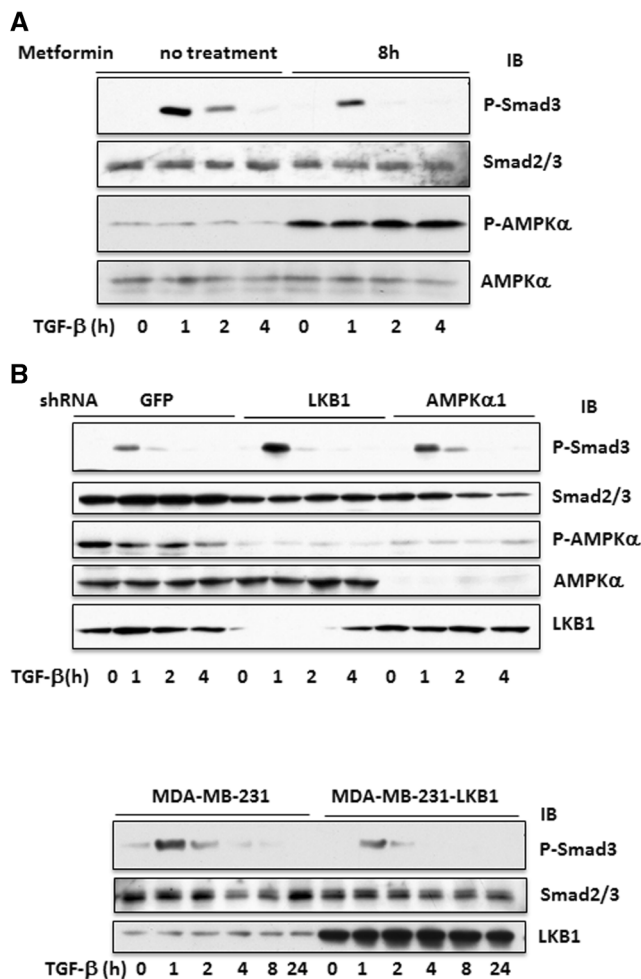 A
Metformin no treatment 8h IB
P-Smad3
Smad2/3
P-AMPKα
AMPKα
TGF-β (h) 0 1 2 4 0 1 2 4
B
shRNA GFP LKB1 AMPKα1 IB
P-Smad3
Smad2/3
P-AMPKα
AMPKα
LKB1
TGF-β(h) 0 1 2 4 0 1 2 4 0 1 2 4
MDA-MB-231 MDA-MB-231-LKB1 IB
P-Smad3
Smad2/3
LKB1
TGF-β (h) 0 1 2 4 8 24 0 1 2 4 8 24